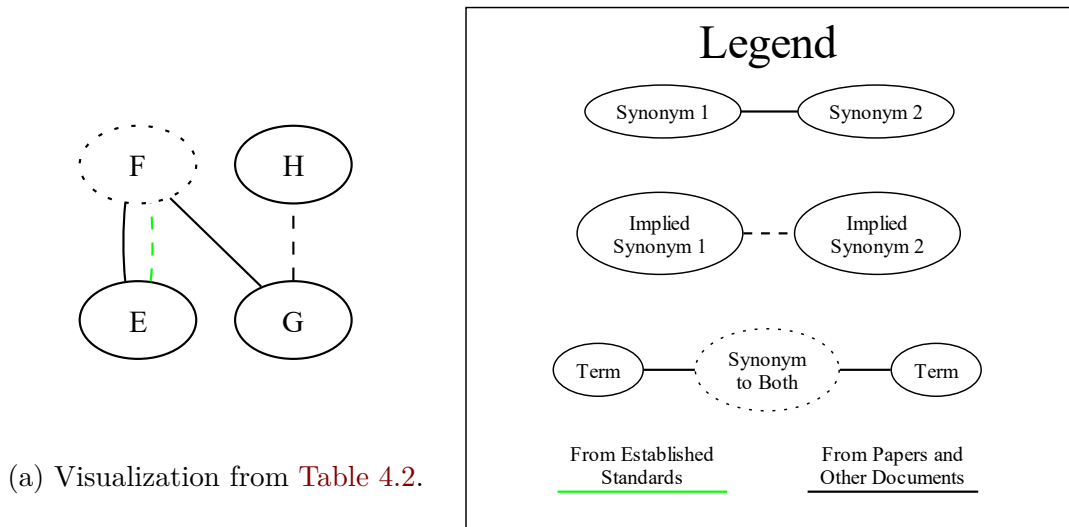 F
H
E
G
(a) Visualization from Table 4.2.
Legend
Synonym 1
Synonym 2
Implied
Synonym 1
Implied
Synonym 2
Term
Synonym
to Both
Term
From Established
Standards
From Papers and
Other Documents